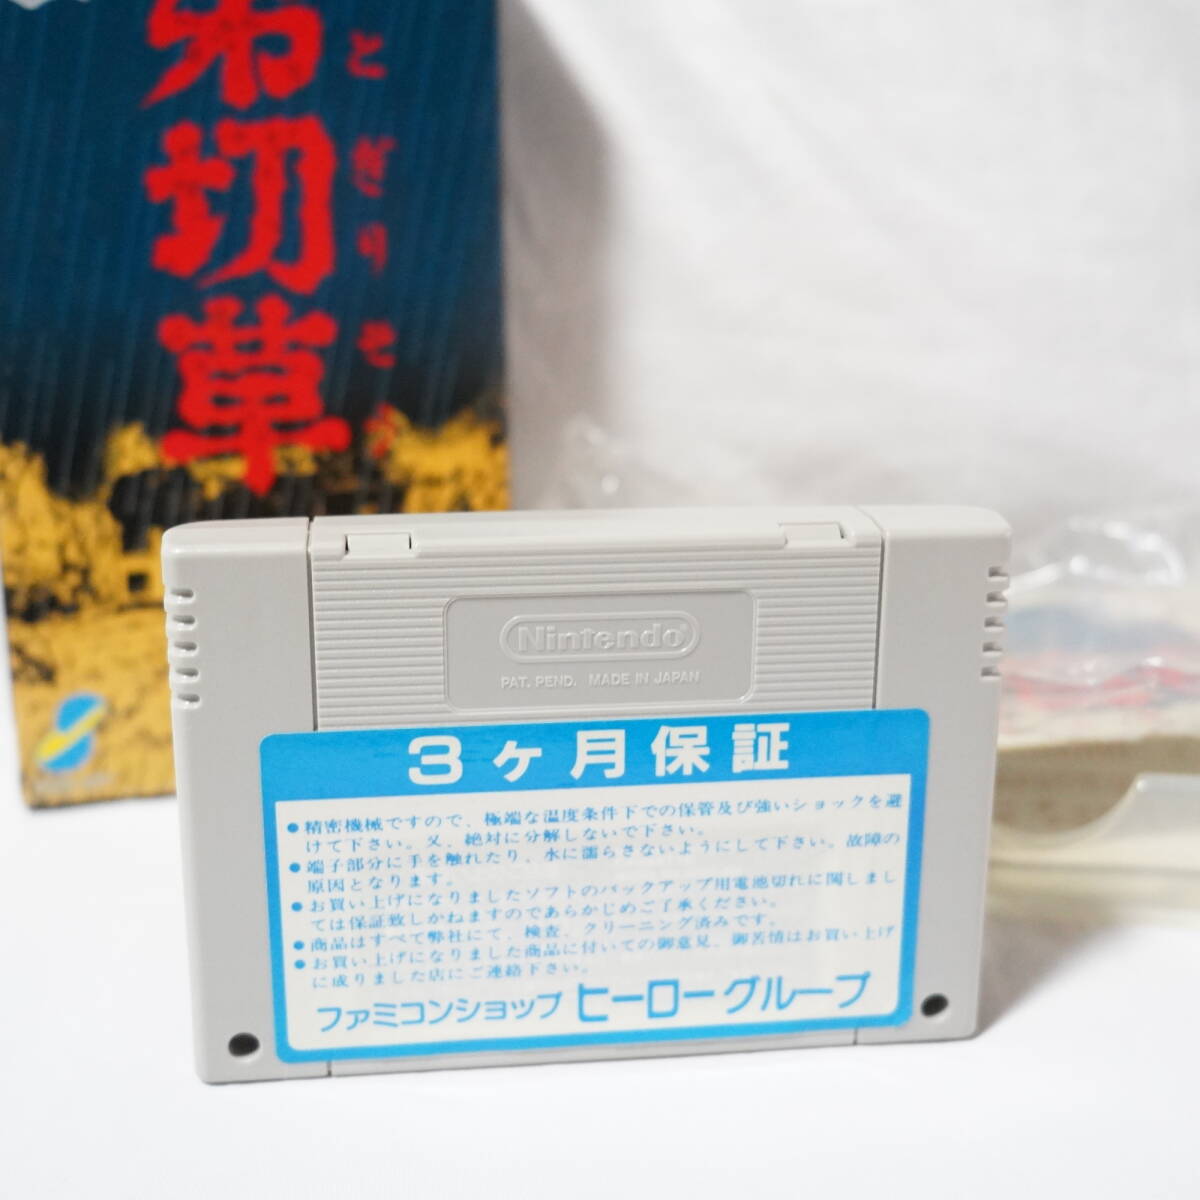 弟切草
とぎりそう
Nintendo
PAT. PEND. MADE IN JAPAN
3ヶ月保証
●精密機械ですので、極端な温度条件下での保管及び強いショックを避
けて下さい。又、絶対に分解しないで下さい。
●端子部分に手を触れたり、水に濡らさないようにして下さい。故障の
原因となります。
●お買い上げになりましたソフトのバックアップ用電池切れに関しまし
ては保証致しかねますのであらかじめご了承ください。
●商品はすべて弊社にて、検査、クリーニング済みです。
●お買い上げになりました商品に付いての御意見、御苦情はお買い上げ
に成りました店にご連絡下さい。
ファミコンショップ ヒーローグループ